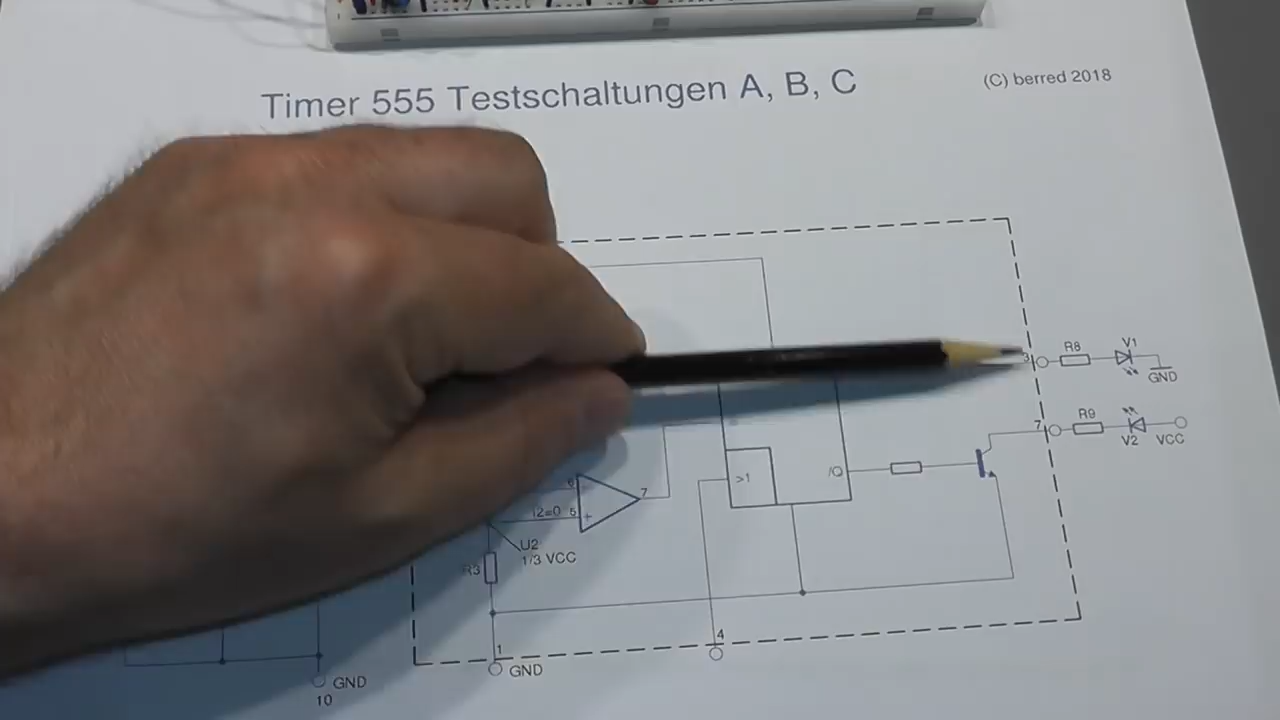 Timer 555 Testschaltungen A, B, C
(C) berred 2018
3
R8
V1
GND
7
R9
V2
VCC
>1
/Q
6
7
I2=0
5
+
U2
1/3 VCC
R3
4
1
GND
GND
10